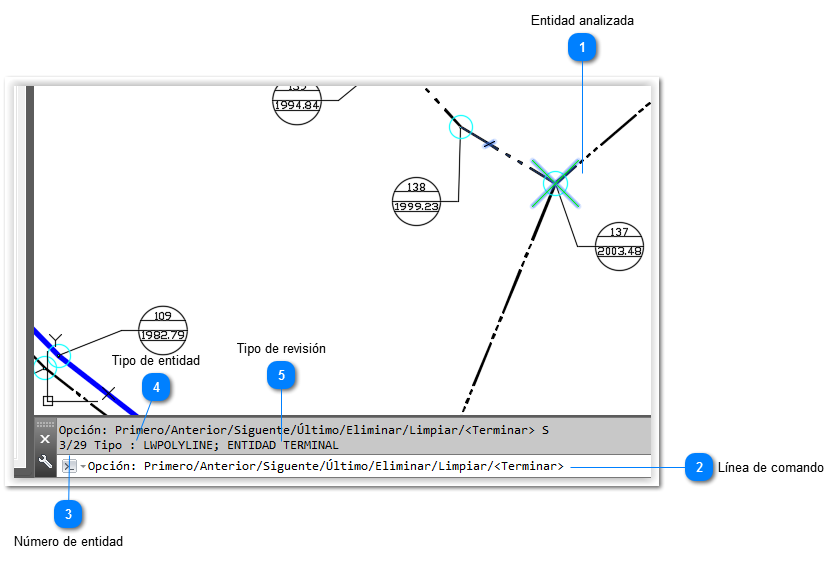 Entidad analizada
1
1994.84
138
1999.23
137
2003.48
109
1982.79
Tipo de revisión
Tipo de entidad
5
4
Opción: Primero/Anterior/Siguente/Último/Eliminar/Limpiar/<Terminar> S
3/29 Tipo : LWPOLYLINE; ENTIDAD TERMINAL
Opción: Primero/Anterior/Siguente/Último/Eliminar/Limpiar/<Terminar>
2
Línea de comando
3
Número de entidad